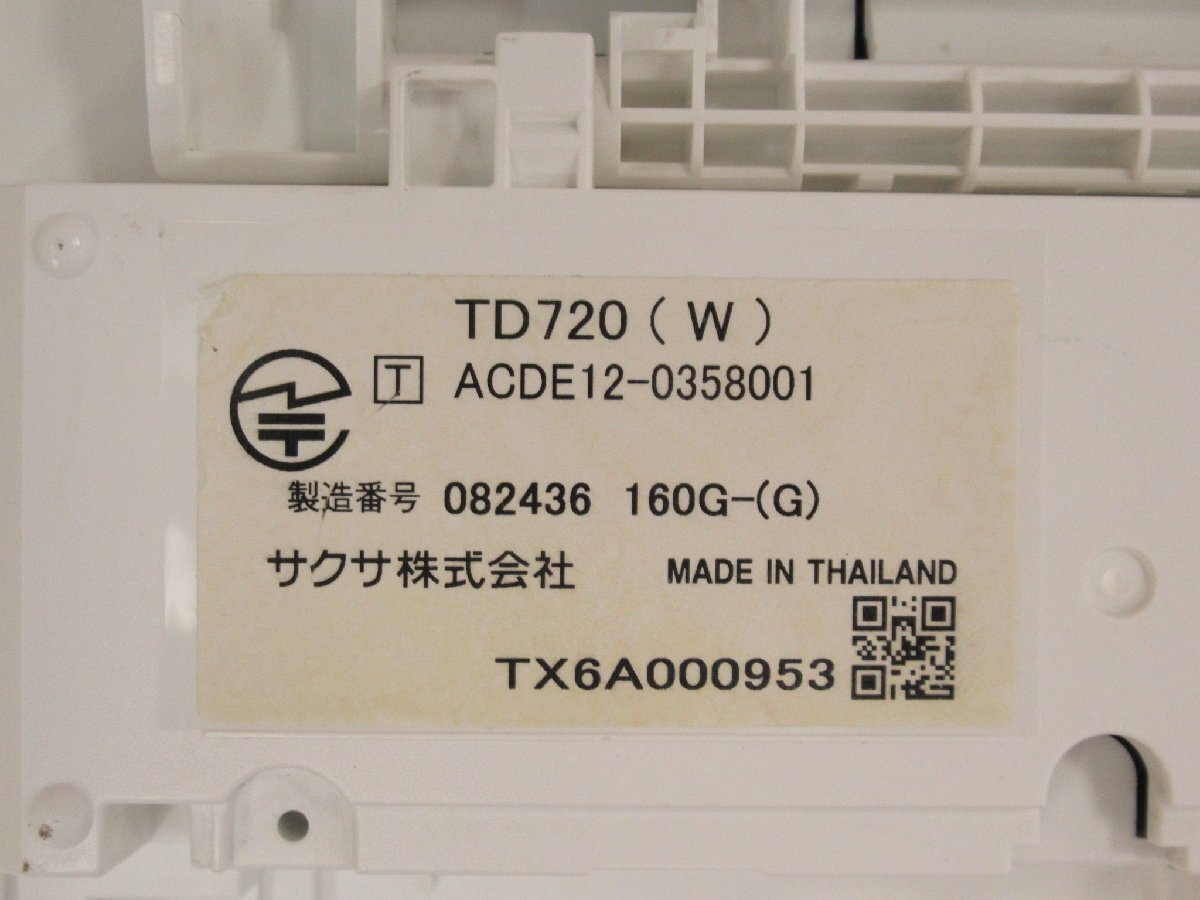 TD720 ( W )
T ACDE12-0358001
製造番号 082436 160G-(G)
サクサ株式会社 MADE IN THAILAND
TX6A000953